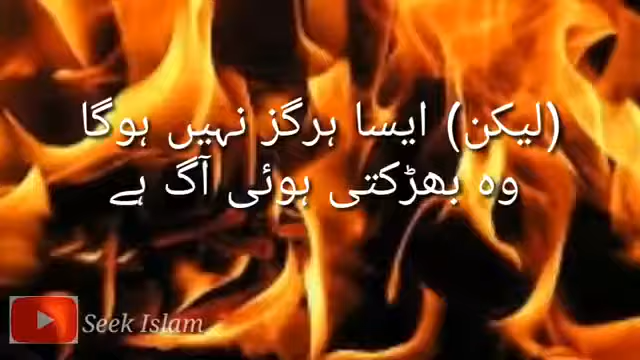 (لیکن) ایسا ہرگز نہیں ہوگا
وہ بھڑکتی ہوئی آگ ہے
Seek Islam